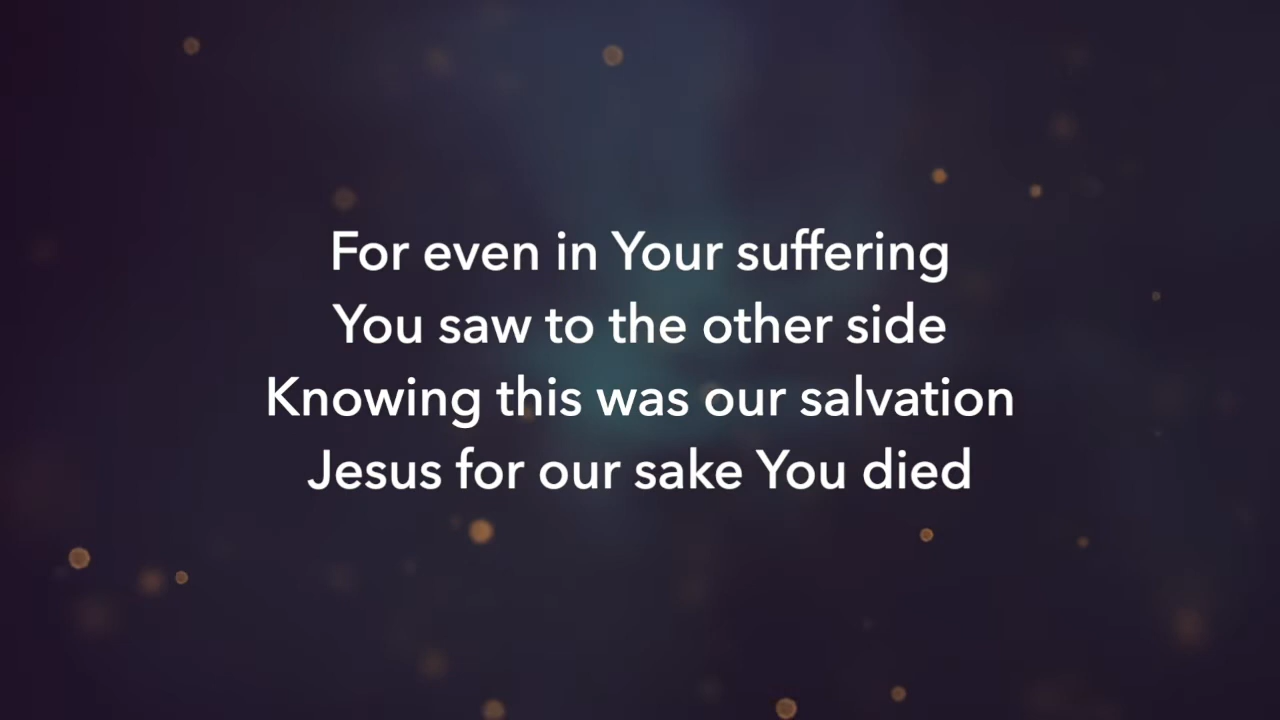 For even in Your suffering
You saw to the other side
Knowing this was our salvation
Jesus for our sake You died